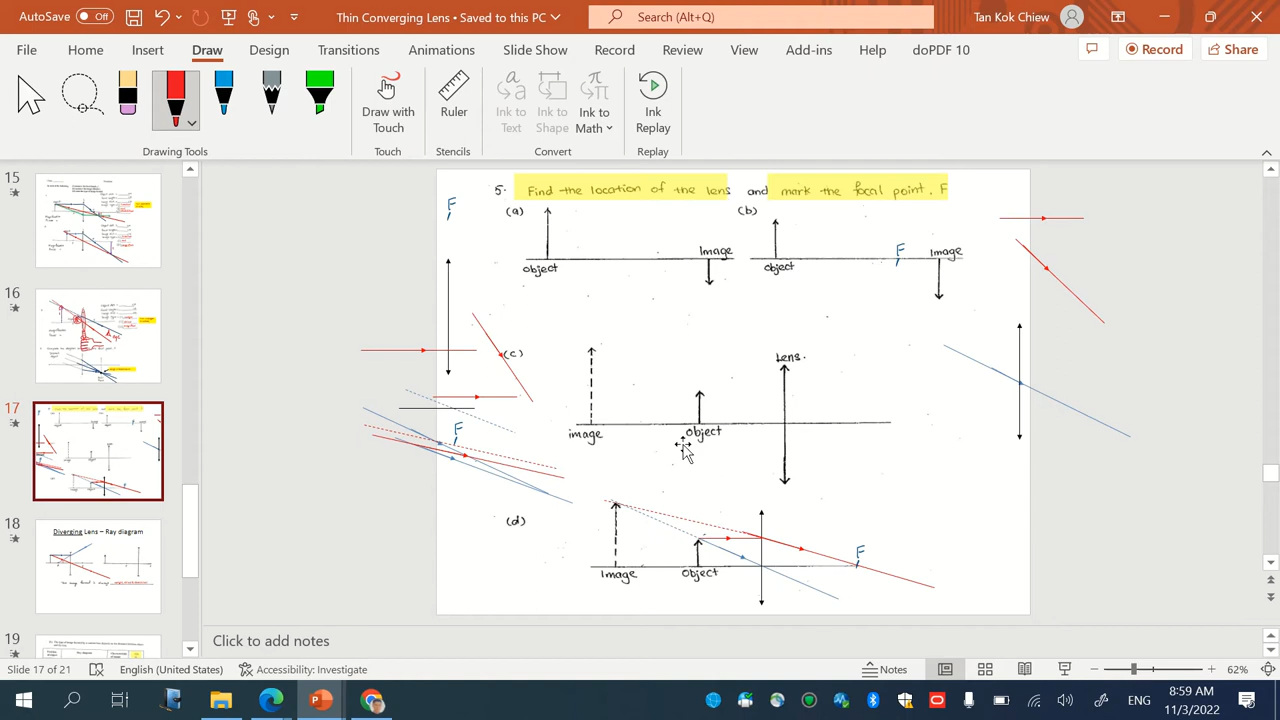 AutoSave Off Thin Converging Lens • Saved to this PC Search (Alt+Q) Tan Kok Chiew
File Home Insert Draw Design Transitions Animations Slide Show Record Review View Add-ins Help doPDF 10 Record Share
Draw with Touch Ruler Ink to Text Ink to Shape Ink to Math Ink Replay
Drawing Tools Touch Stencils Convert Replay
15
16
17
18
Diverging Lens – Ray diagram
19
5. Find the location of the lens and mark the focal point. F
F
(a) (b)
Image F Image
object object
(c) Lens.
F
image object
(d)
F
Image Object
Click to add notes
Slide 17 of 21 English (United States) Accessibility: Investigate Notes 62%
ENG 8:59 AM
11/3/2022